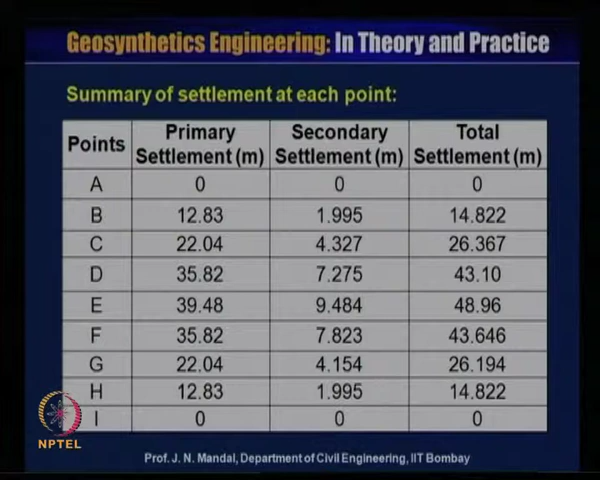 Geosynthetics Engineering: In Theory and Practice
Summary of settlement at each point:
Points Primary Settlement (m) Secondary Settlement (m) Total Settlement (m)
A 0 0 0
B 12.83 1.995 14.822
C 22.04 4.327 26.367
D 35.82 7.275 43.10
E 39.48 9.484 48.96
F 35.82 7.823 43.646
G 22.04 4.154 26.194
H 12.83 1.995 14.822
I 0 0 0
NPTEL
Prof. J. N. Mandal, Department of Civil Engineering, IIT Bombay